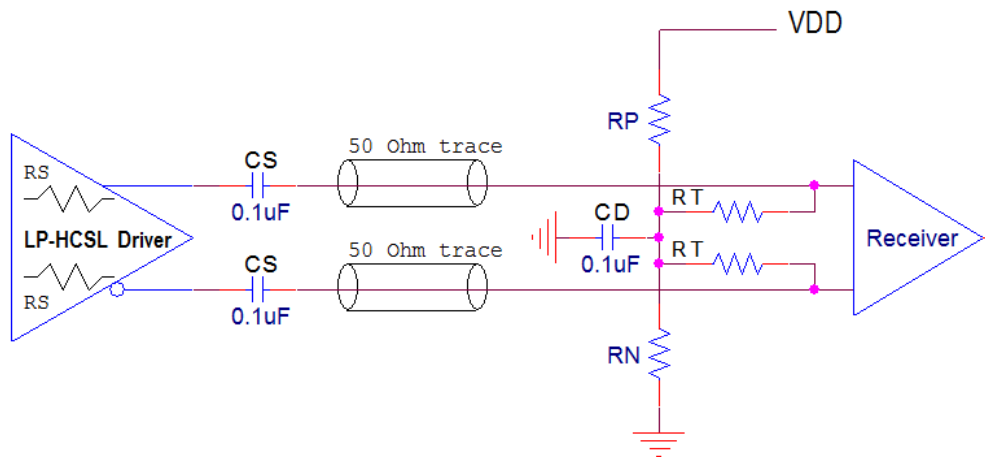 VDD
RP
50 Ohm trace
CS
0.1uF
RS
LP-HCSL Driver
RS
RT
CD
0.1uF
RT
Receiver
50 Ohm trace
CS
0.1uF
RN